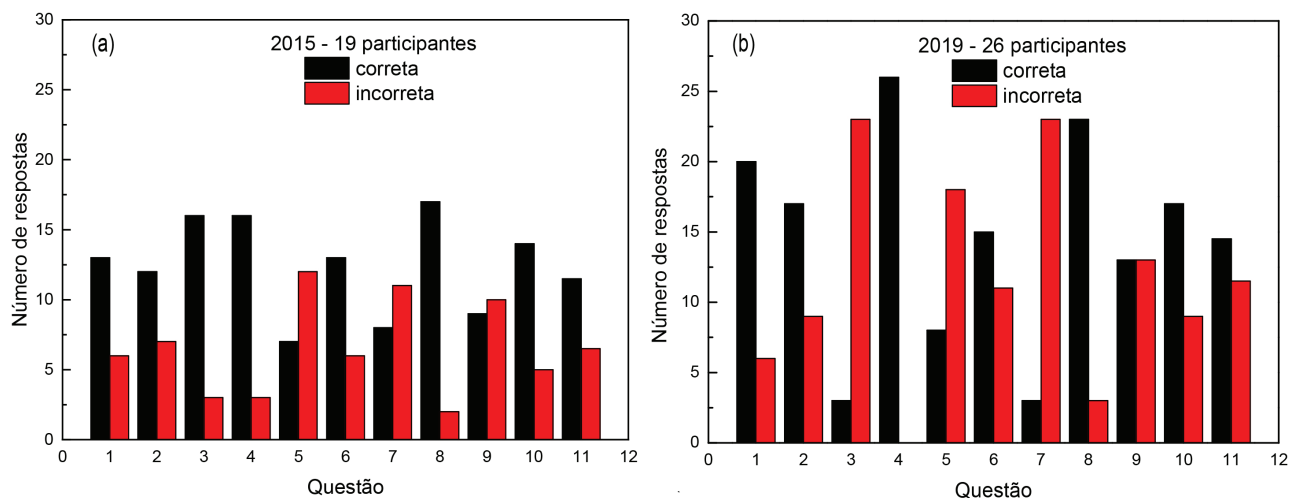 (a)
2015 - 19 participantes
correta
incorreta
Número de respostas
30
25
20
15
10
5
0
0 1 2 3 4 5 6 7 8 9 10 11 12
Questão
(b)
2019 - 26 participantes
correta
incorreta
Número de respostas
30
25
20
15
10
5
0
0 1 2 3 4 5 6 7 8 9 10 11 12
Questão